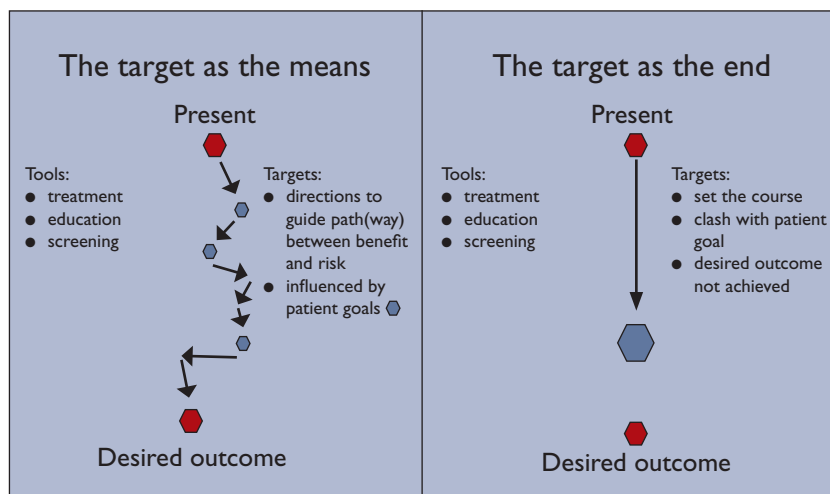 The target as the means
Present
Tools:
● treatment
● education
● screening
Targets:
● directions to
guide path(way)
between benefit
and risk
● influenced by
patient goals
Desired outcome
The target as the end
Present
Tools:
● treatment
● education
● screening
Targets:
● set the course
● clash with patient
goal
● desired outcome
not achieved
Desired outcome